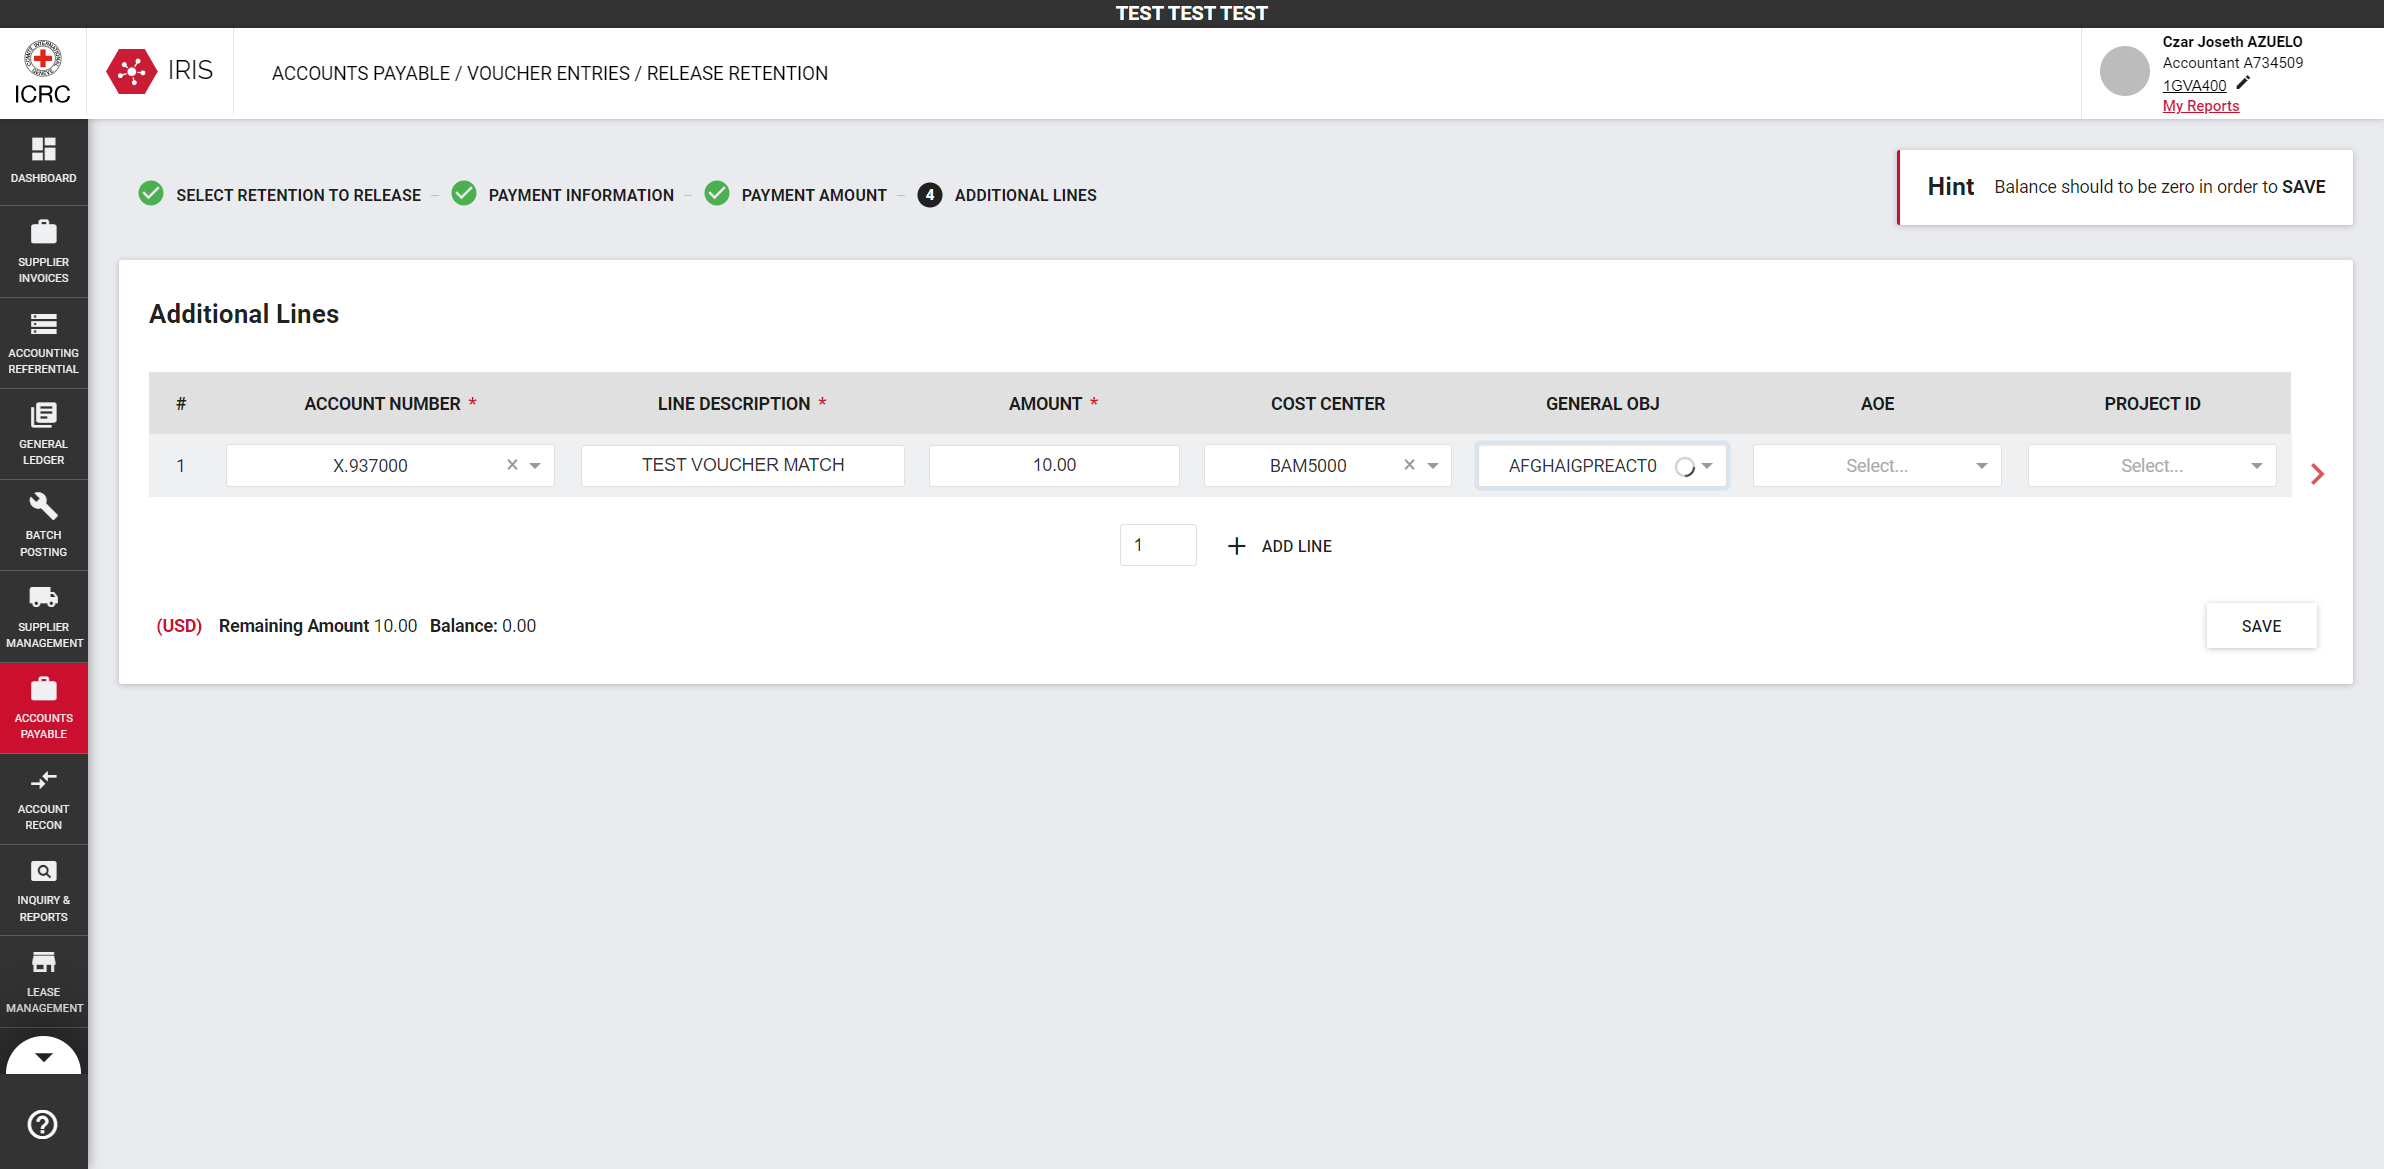 TEST TEST TEST
ICRC
IRIS
ACCOUNTS PAYABLE / VOUCHER ENTRIES / RELEASE RETENTION
Czar Joseth AZUELO
Accountant A734509
1GVA400
My Reports
DASHBOARD
SUPPLIER
INVOICES
ACCOUNTING
REFERENTIAL
GENERAL
LEDGER
BATCH
POSTING
SUPPLIER
MANAGEMENT
ACCOUNTS
PAYABLE
ACCOUNT
RECON
INQUIRY &
REPORTS
LEASE
MANAGEMENT
SELECT RETENTION TO RELEASE – PAYMENT INFORMATION – PAYMENT AMOUNT – 4 ADDITIONAL LINES
Hint Balance should to be zero in order to SAVE
Additional Lines
# ACCOUNT NUMBER * LINE DESCRIPTION * AMOUNT * COST CENTER GENERAL OBJ AOE PROJECT ID
1 X.937000 × TEST VOUCHER MATCH 10.00 BAM5000 × AFGHAIGPREACT0 Select... Select...
1 + ADD LINE
(USD) Remaining Amount 10.00 Balance: 0.00
SAVE